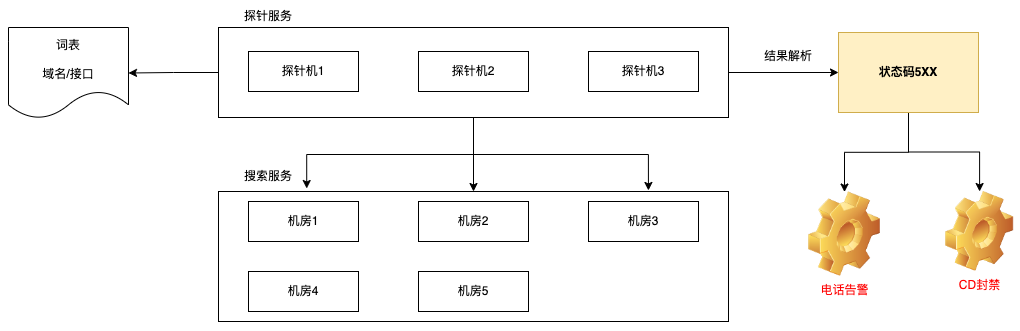 探针服务
词表
域名/接口
探针机1
探针机2
探针机3
结果解析
状态码5XX
搜索服务
机房1
机房2
机房3
机房4
机房5
电话告警
CD封禁